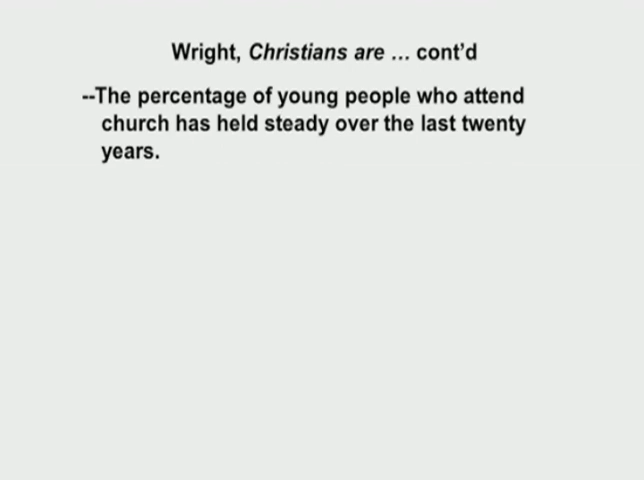 Wright, Christians are ... cont'd
--The percentage of young people who attend
church has held steady over the last twenty
years.